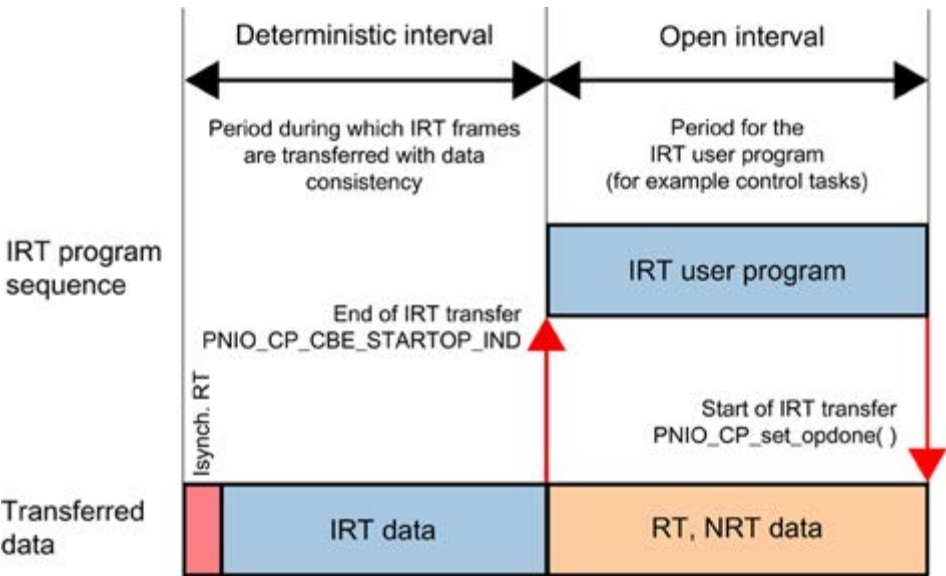 Deterministic interval
Open interval
Period during which IRT frames
are transferred with data
consistency
Period for the
IRT user program
(for example control tasks)
IRT program
sequence
IRT user program
End of IRT transfer
PNIO_CP_CBE_STARTOP_IND
Isynch. RT
Start of IRT transfer
PNIO_CP_set_opdone( )
Transferred
data
IRT data
RT, NRT data